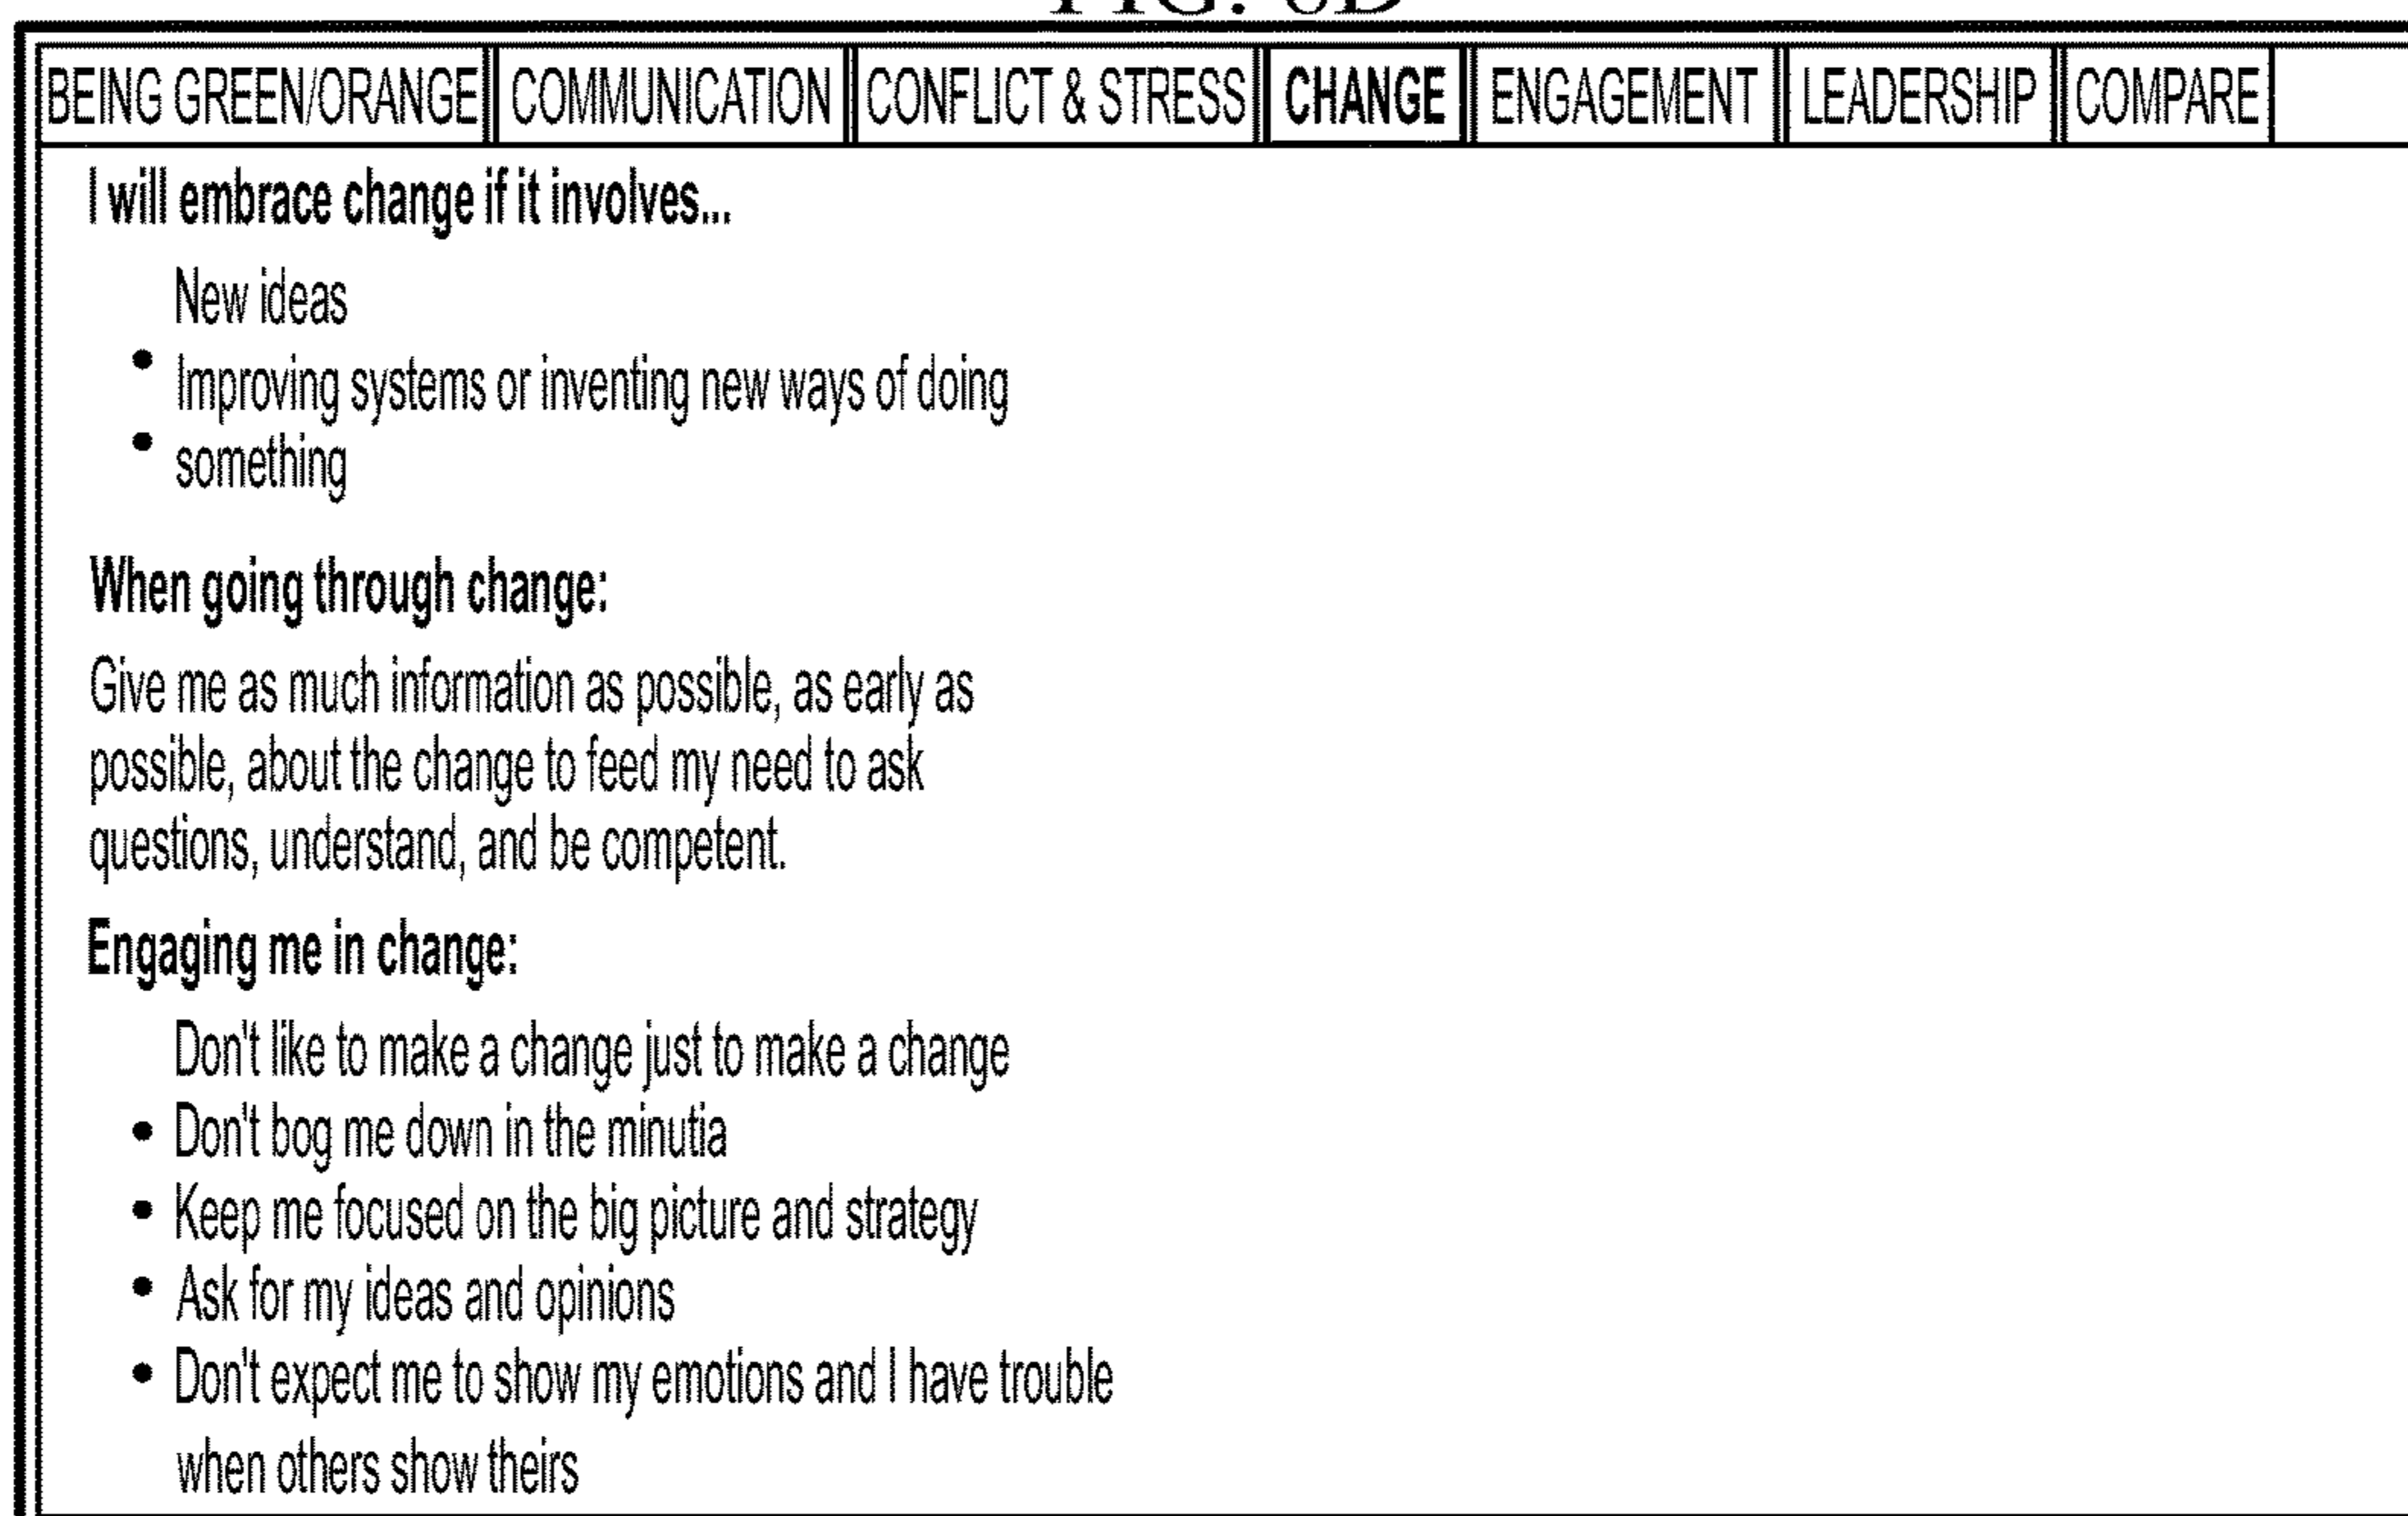 BEING GREEN/ORANGE COMMUNICATION CONFLICT & STRESS CHANGE ENGAGEMENT LEADERSHIP COMPARE
I will embrace change if it involves...
New ideas
• Improving systems or inventing new ways of doing
• something
When going through change:
Give me as much information as possible, as early as
possible, about the change to feed my need to ask
questions, understand, and be competent.
Engaging me in change:
Don't like to make a change just to make a change
• Don't bog me down in the minutia
• Keep me focused on the big picture and strategy
• Ask for my ideas and opinions
• Don't expect me to show my emotions and I have trouble
when others show theirs